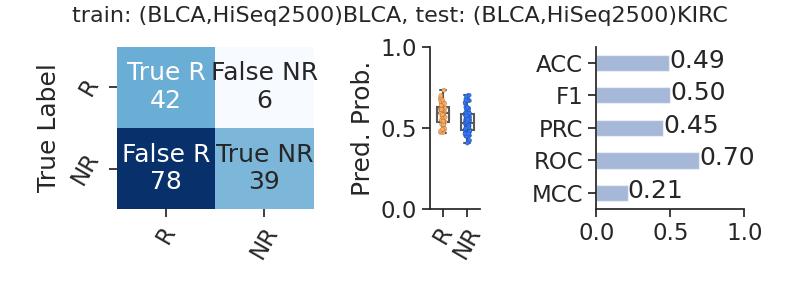 train: (BLCA,HiSeq2500)BLCA, test: (BLCA,HiSeq2500)KIRC
True Label
R
NR
True R
42
False NR
6
False R
78
True NR
39
R
NR
Pred. Prob.
1.0
0.5
0.0
R
NR
ACC
0.49
F1
0.50
PRC
0.45
ROC
0.70
MCC
0.21
0.0
0.5
1.0